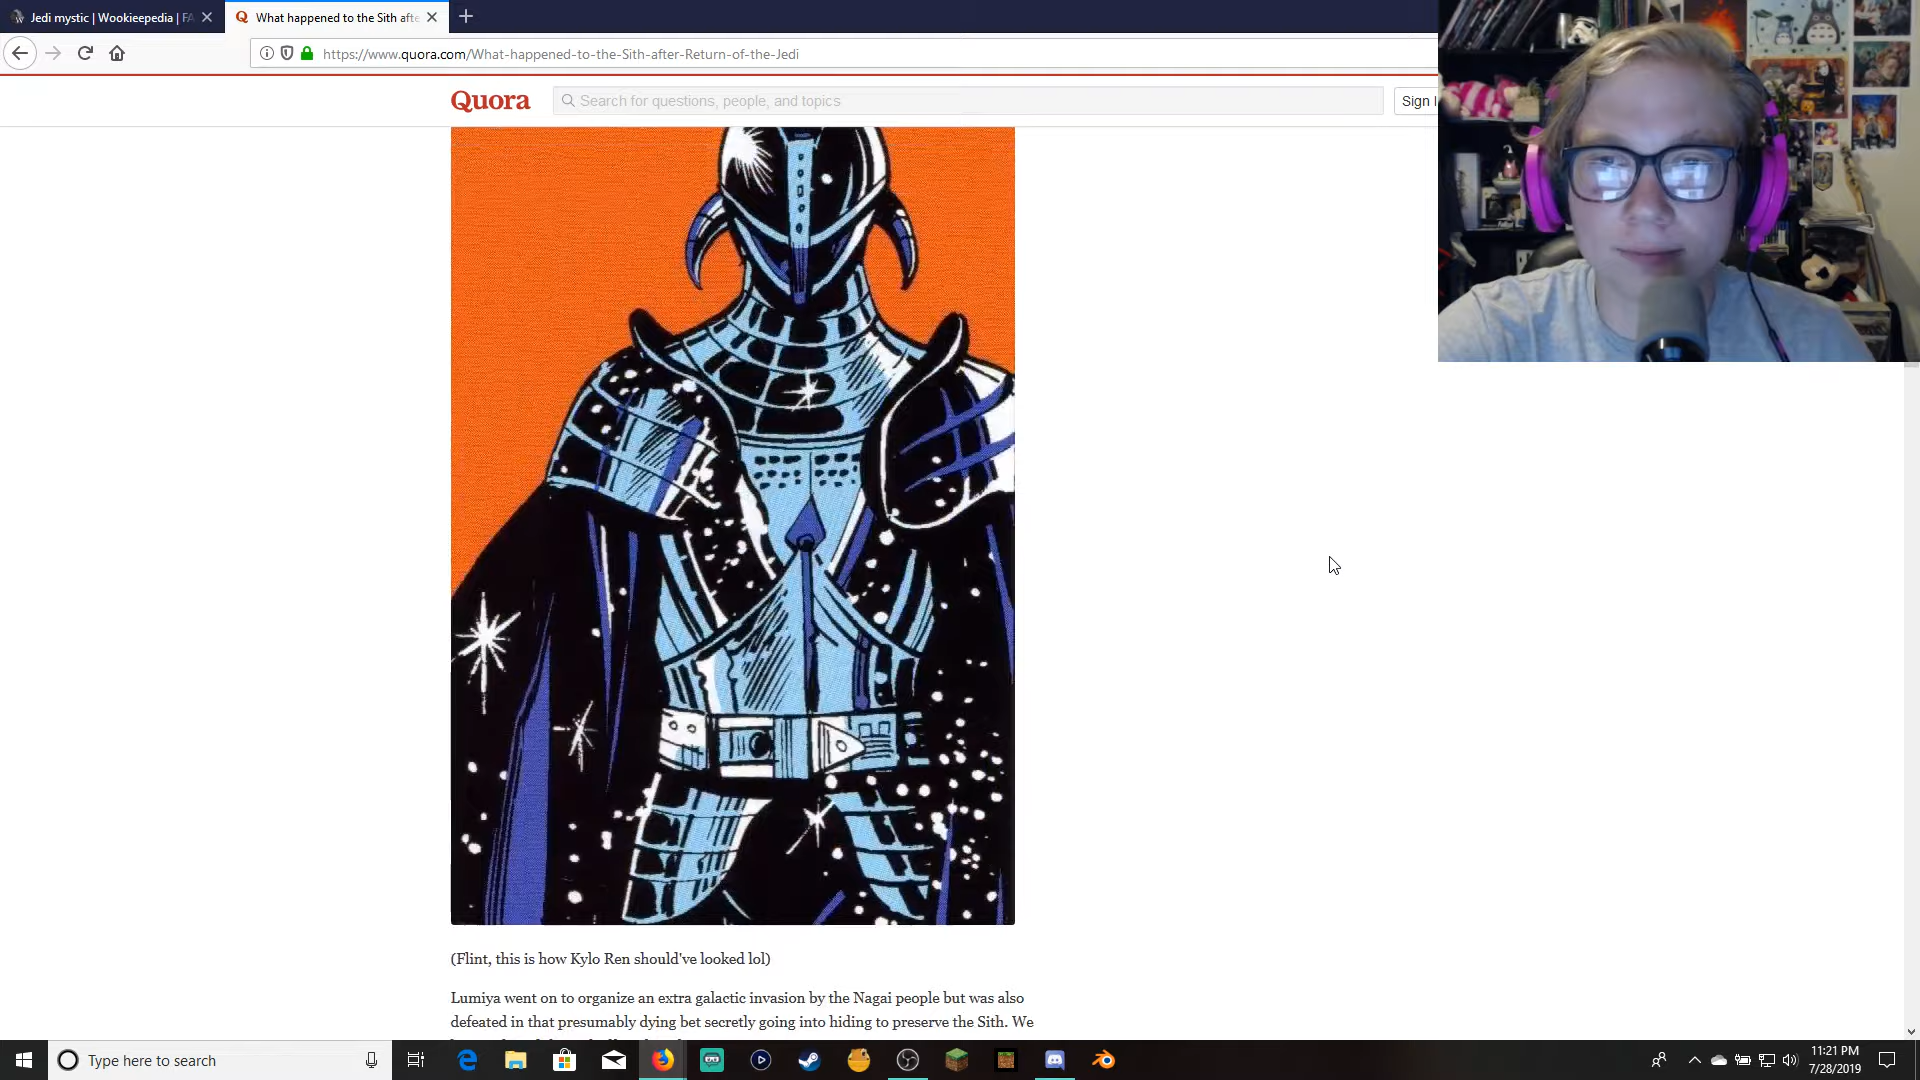 Jedi mystic | Wookieepedia | FA
What happened to the Sith afte
https://www.quora.com/What-happened-to-the-Sith-after-Return-of-the-Jedi
Quora
Search for questions, people, and topics
Sign I
(Flint, this is how Kylo Ren should've looked lol)
Lumiya went on to organize an extra galactic invasion by the Nagai people but was also
defeated in that presumably dying bet secretly going into hiding to preserve the Sith. We
Type here to search
11:21 PM
7/28/2019